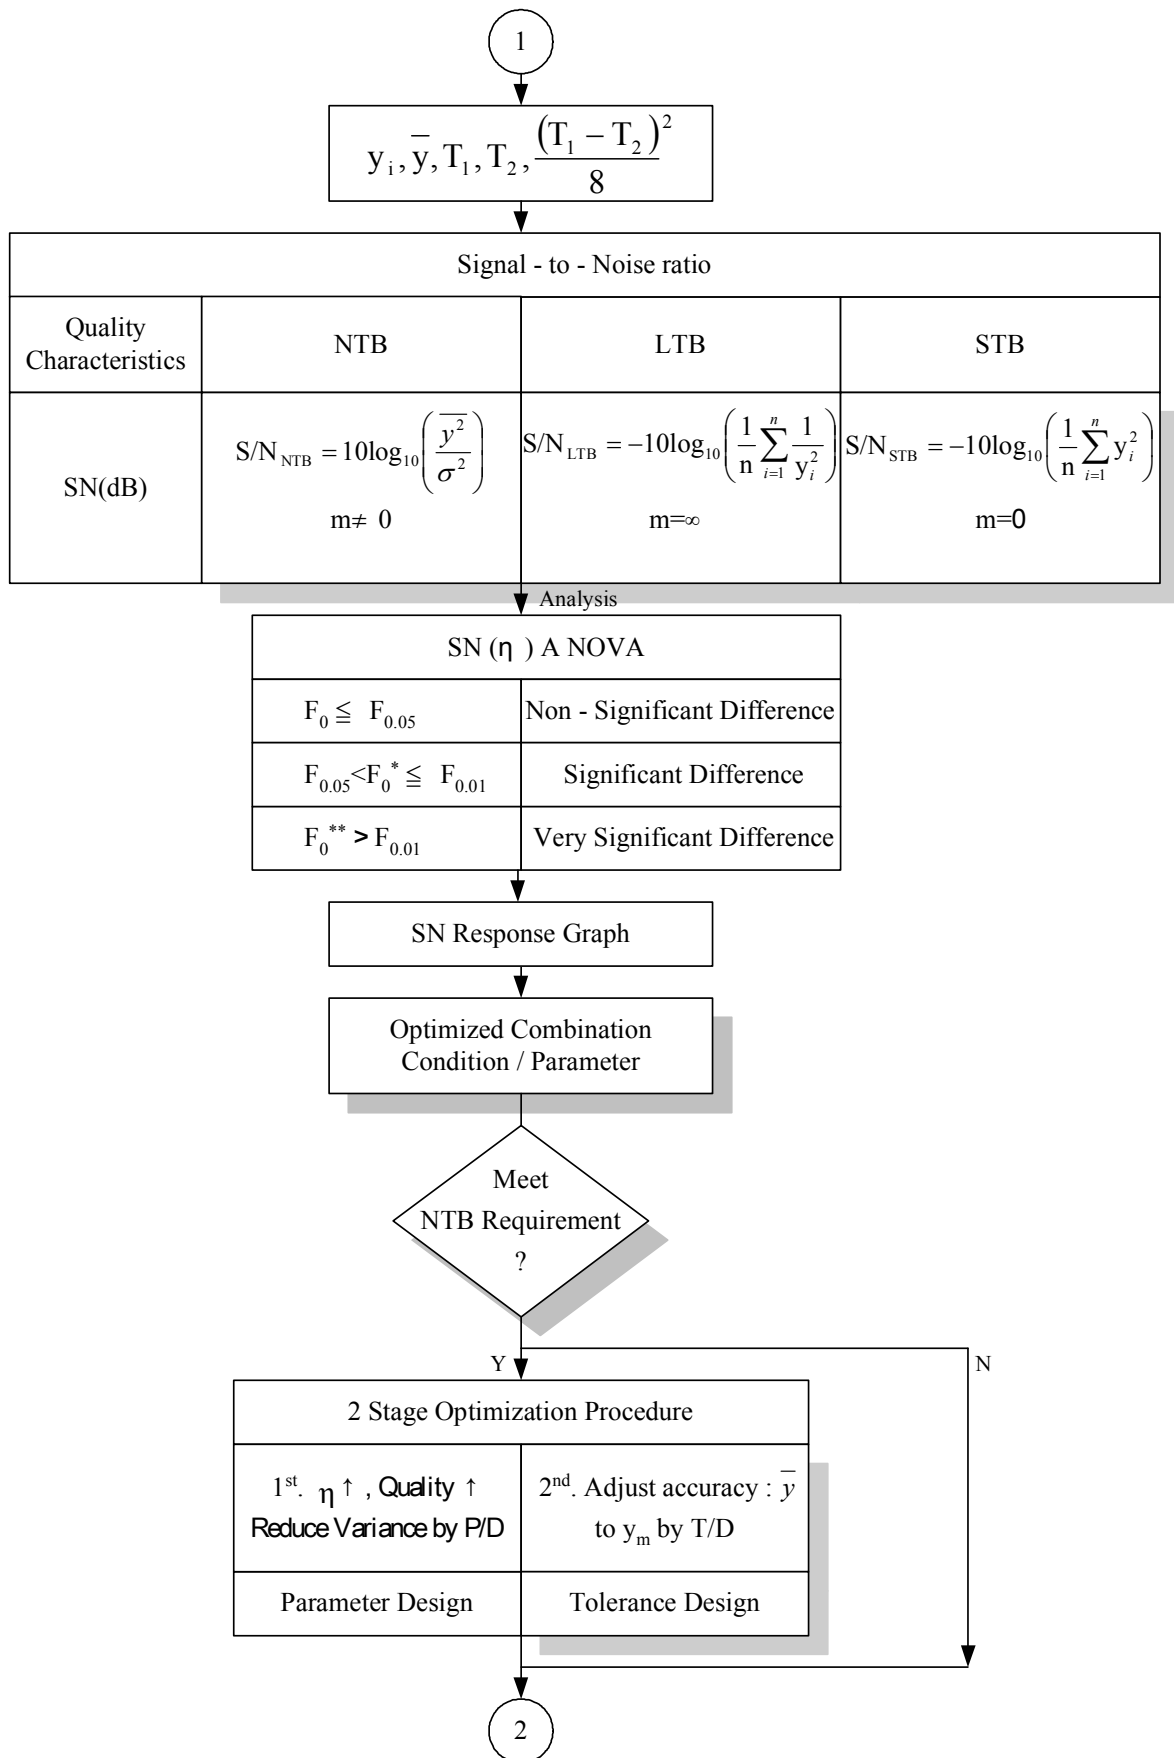 1
y_i, ȳ, T_1, T_2, (T_1 − T_2)^2 / 8
Signal - to - Noise ratio
Quality
Characteristics
NTB
LTB
STB
SN(dB)
S/N_NTB = 10log_10( \overline{y^2} / σ^2 )
m≠ 0
S/N_LTB = −10log_10( 1/n ∑_{i=1}^{n} 1/y_i^2 )
m=∞
S/N_STB = −10log_10( 1/n ∑_{i=1}^{n} y_i^2 )
m=0
Analysis
SN (η ) A NOVA
F_0 ≦ F_0.05
Non - Significant Difference
F_0.05<F_0^* ≦ F_0.01
Significant Difference
F_0^** > F_0.01
Very Significant Difference
SN Response Graph
Optimized Combination
Condition / Parameter
Meet
NTB Requirement
?
Y
N
2 Stage Optimization Procedure
1^st. η ↑ , Quality ↑
Reduce Variance by P/D
2^nd. Adjust accuracy : ȳ
to y_m by T/D
Parameter Design
Tolerance Design
2